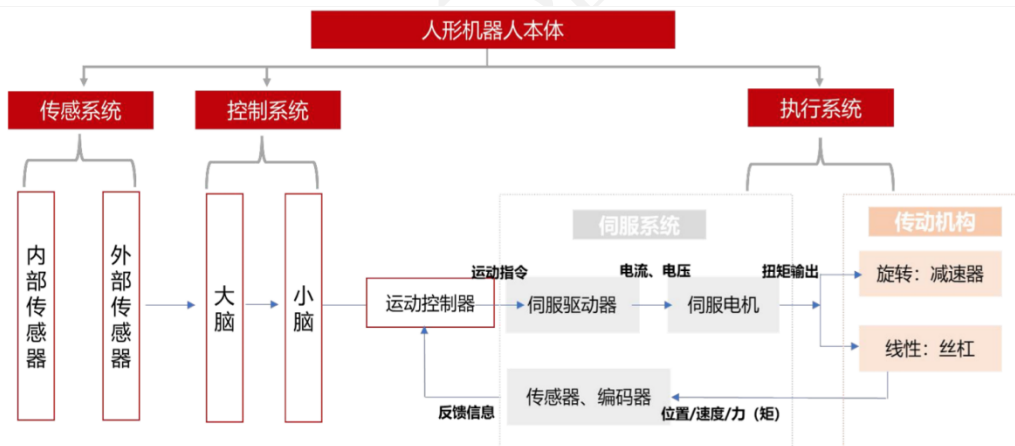 人形机器人本体
传感系统
控制系统
执行系统
伺服系统
传动机构
内部传感器
外部传感器
大脑
小脑
运动控制器
运动指令
伺服驱动器
电流、电压
伺服电机
扭矩输出
旋转：减速器
线性：丝杠
传感器、编码器
反馈信息
位置/速度/力（矩）